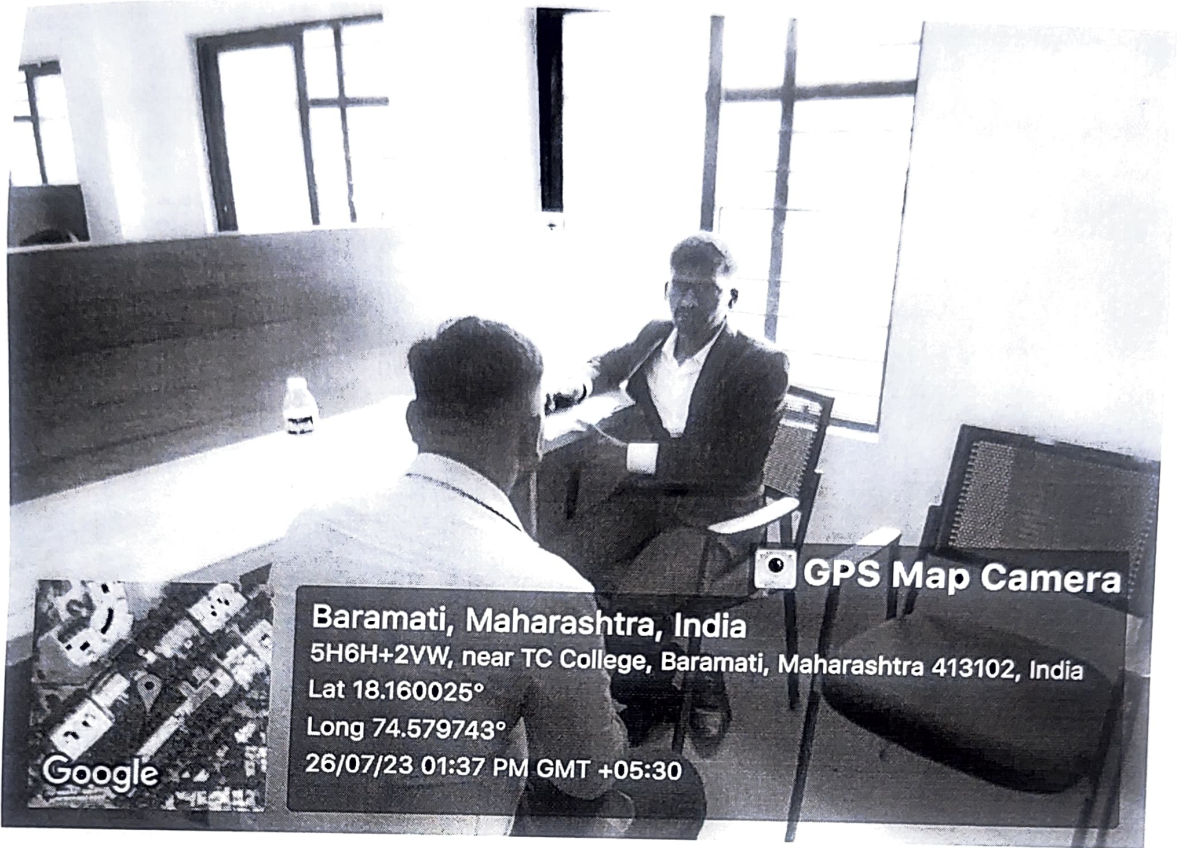 GPS Map Camera
Baramati, Maharashtra, India
5H6H+2VW, near TC College, Baramati, Maharashtra 413102, India
Lat 18.160025°
Long 74.579743°
26/07/23 01:37 PM GMT +05:30
Google